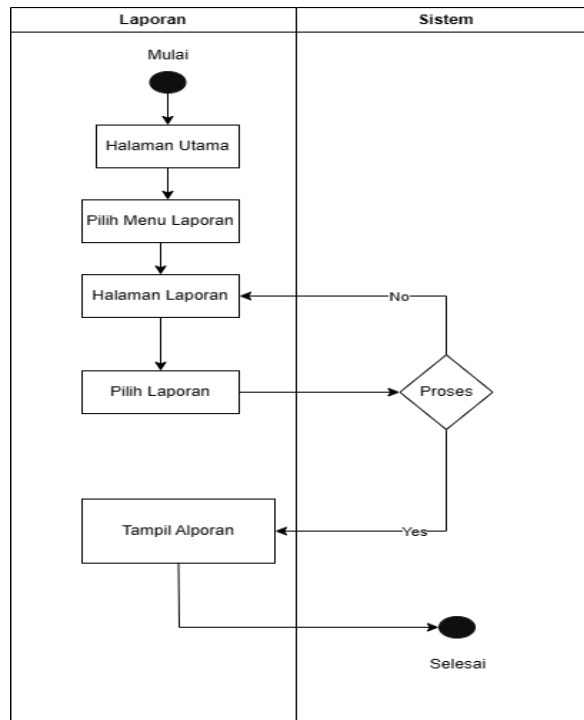 Laporan
Sistem
Mulai
Halaman Utama
Pilih Menu Laporan
Halaman Laporan
No
Pilih Laporan
Proses
Tampil Alporan
Yes
Selesai